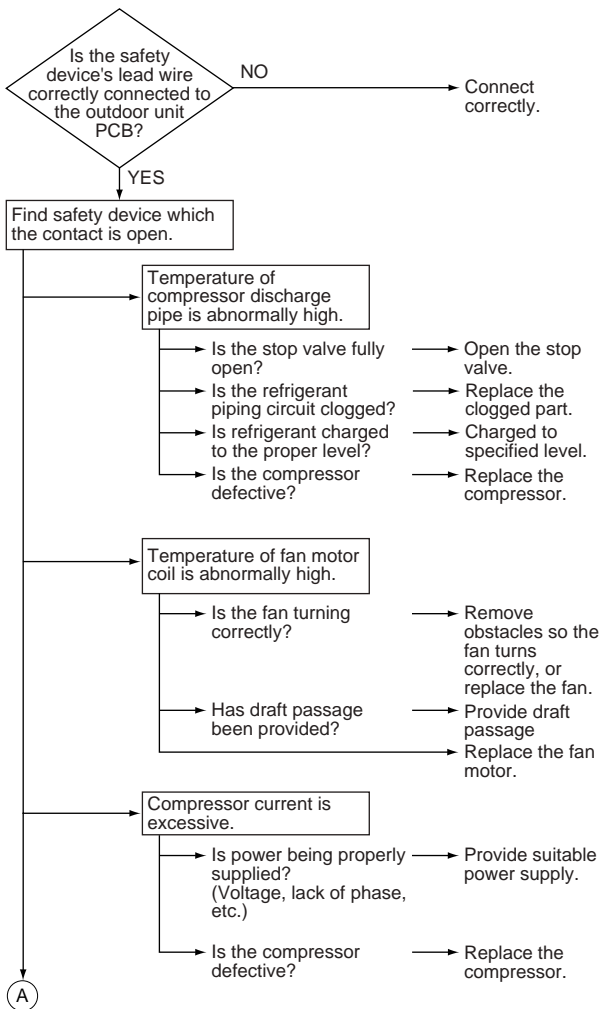 Is the safety
device's lead wire
correctly connected to
the outdoor unit
PCB?
NO
Connect
correctly.
YES
Find safety device which
the contact is open.
Temperature of
compressor discharge
pipe is abnormally high.
Is the stop valve fully
open?
Open the stop
valve.
Is the refrigerant
piping circuit clogged?
Replace the
clogged part.
Is refrigerant charged
to the proper level?
Charged to
specified level.
Is the compressor
defective?
Replace the
compressor.
Temperature of fan motor
coil is abnormally high.
Is the fan turning
correctly?
Remove
obstacles so the
fan turns
correctly, or
replace the fan.
Has draft passage
been provided?
Provide draft
passage
Replace the fan
motor.
Compressor current is
excessive.
Is power being properly
supplied?
(Voltage, lack of phase,
etc.)
Provide suitable
power supply.
Is the compressor
defective?
Replace the
compressor.
A